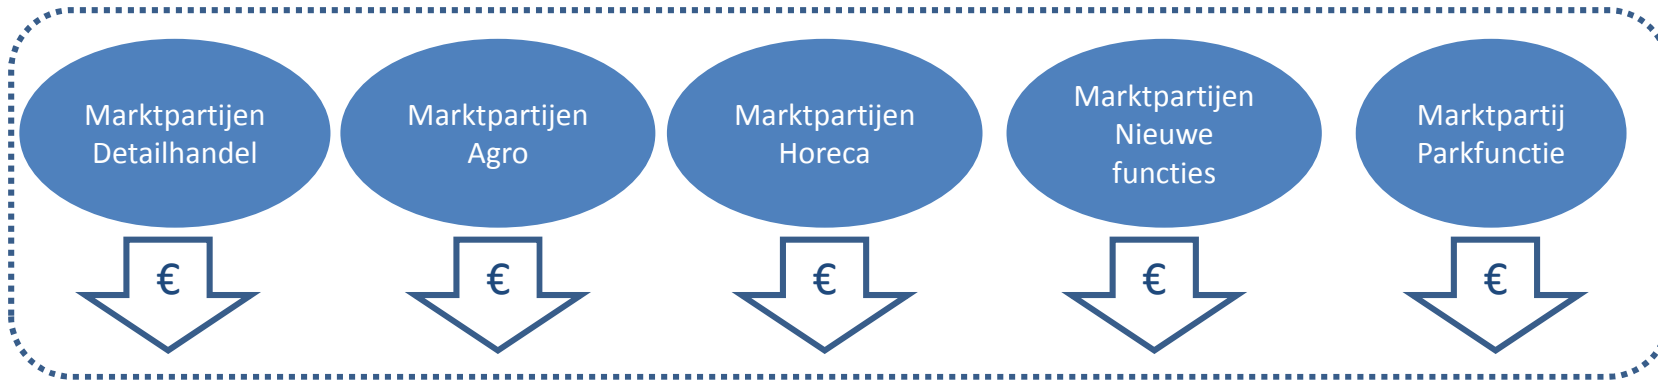 Marktpartijen
Detailhandel
Marktpartijen
Agro
Marktpartijen
Horeca
Marktpartijen
Nieuwe
functies
Marktpartij
Parkfunctie
€
€
€
€
€